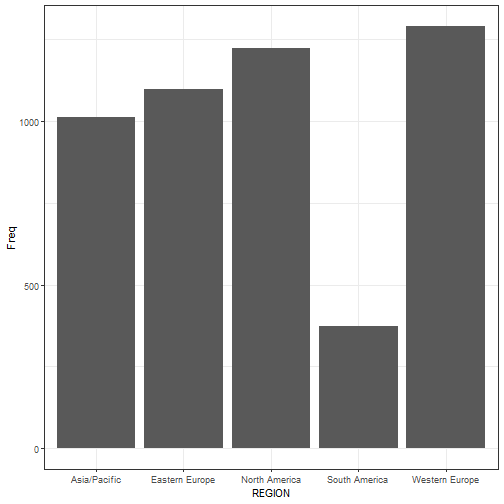 Freq
1000
500
0
Asia/Pacific Eastern Europe North America South America Western Europe
REGION